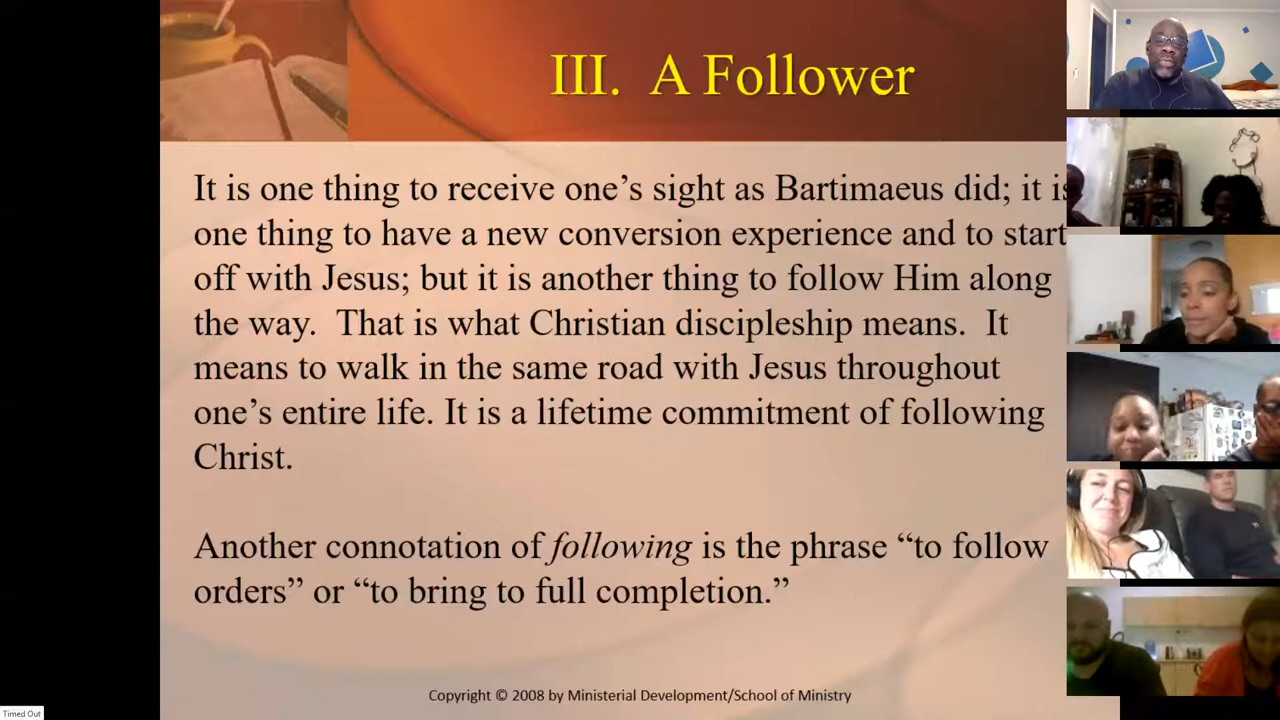 III. A Follower
It is one thing to receive one’s sight as Bartimaeus did; it is
one thing to have a new conversion experience and to start
off with Jesus; but it is another thing to follow Him along
the way. That is what Christian discipleship means. It
means to walk in the same road with Jesus throughout
one’s entire life. It is a lifetime commitment of following
Christ.
Another connotation of following is the phrase “to follow
orders” or “to bring to full completion.”
Copyright © 2008 by Ministerial Development/School of Ministry
Timed Out